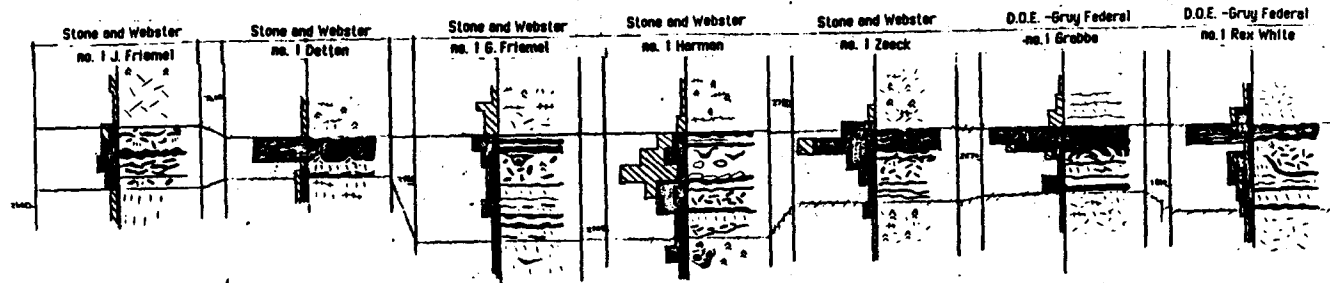 Stone and Webster
no. 1 J. Friemel
Stone and Webster
no. 1 Detten
Stone and Webster
no. 1 G. Friemel
Stone and Webster
no. 1 Harman
Stone and Webster
no. 1 Zeeck
D.O.E. -Gruy Federal
no. 1 Grabbe
D.O.E. -Gruy Federal
no. 1 Rex White